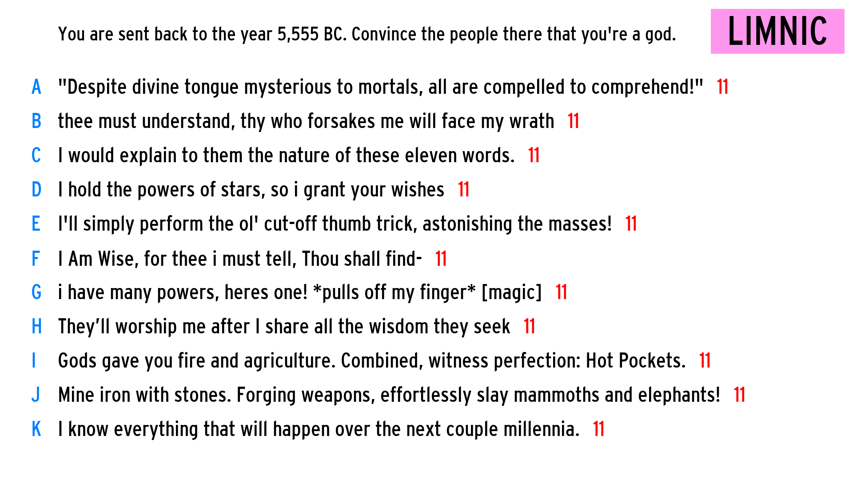 You are sent back to the year 5,555 BC. Convince the people there that you're a god.
LIMNIC
A "Despite divine tongue mysterious to mortals, all are compelled to comprehend!" 11
B thee must understand, thy who forsakes me will face my wrath 11
C I would explain to them the nature of these eleven words. 11
D I hold the powers of stars, so i grant your wishes 11
E I'll simply perform the ol' cut-off thumb trick, astonishing the masses! 11
F I Am Wise, for thee i must tell, Thou shall find- 11
G i have many powers, heres one! *pulls off my finger* [magic] 11
H They’ll worship me after I share all the wisdom they seek 11
I Gods gave you fire and agriculture. Combined, witness perfection: Hot Pockets. 11
J Mine iron with stones. Forging weapons, effortlessly slay mammoths and elephants! 11
K I know everything that will happen over the next couple millennia. 11